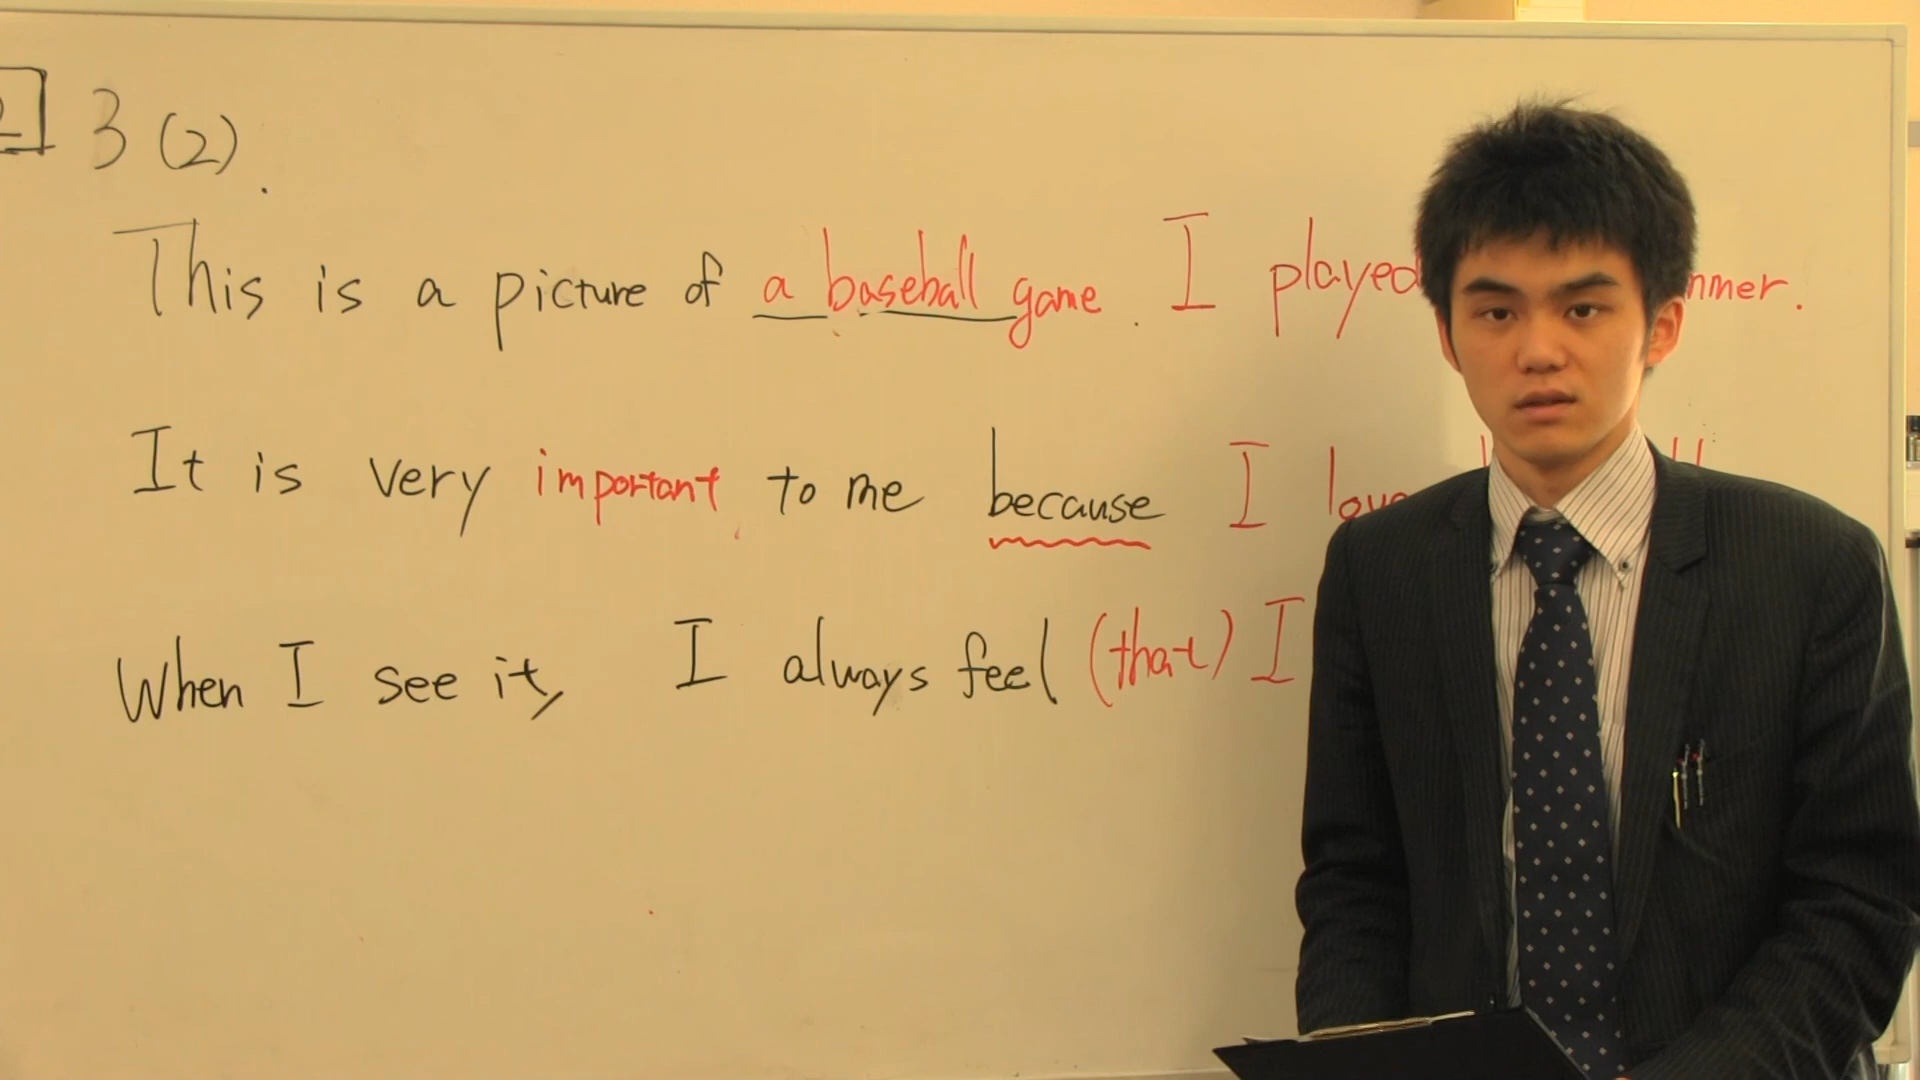 3 (2).
This is a picture of a baseball game. I played
It is very important to me because I
When I see it, I always feel (that) I